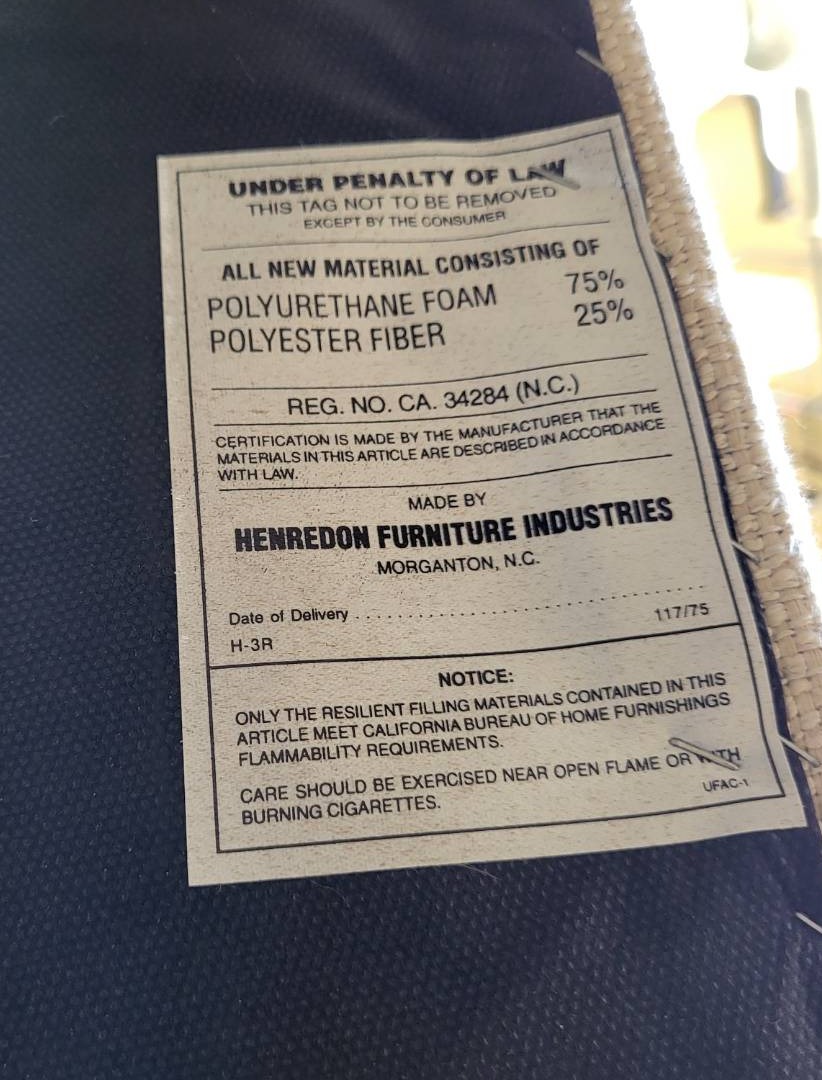 UNDER PENALTY OF LAW
THIS TAG NOT TO BE REMOVED
EXCEPT BY THE CONSUMER
ALL NEW MATERIAL CONSISTING OF
POLYURETHANE FOAM 75%
POLYESTER FIBER 25%
REG. NO. CA. 34284 (N.C.)
CERTIFICATION IS MADE BY THE MANUFACTURER THAT THE
MATERIALS IN THIS ARTICLE ARE DESCRIBED IN ACCORDANCE
WITH LAW.
MADE BY
HENREDON FURNITURE INDUSTRIES
MORGANTON, N.C.
Date of Delivery ........................................
117/75
H-3R
NOTICE:
ONLY THE RESILIENT FILLING MATERIALS CONTAINED IN THIS
ARTICLE MEET CALIFORNIA BUREAU OF HOME FURNISHINGS
FLAMMABILITY REQUIREMENTS.
CARE SHOULD BE EXERCISED NEAR OPEN FLAME OR WITH
BURNING CIGARETTES.
UFAC-1